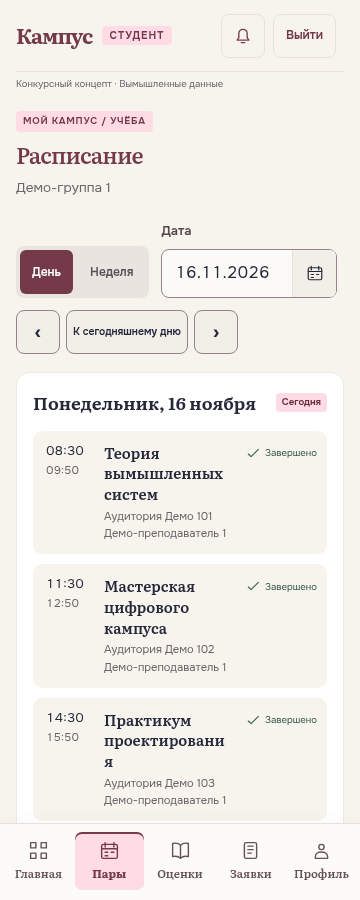 Кампус
СТУДЕНТ
Выйти
Конкурсный концепт · Вымышленные данные
МОЙ КАМПУС / УЧЁБА
Расписание
Демо-группа 1
Дата
День
Неделя
16.11.2026
‹
К сегодняшнему дню
›
Понедельник, 16 ноября
Сегодня
08:30
09:50
Теория
вымышленных
систем
Аудитория Демо 101
Демо-преподаватель 1
Завершено
11:30
12:50
Мастерская
цифрового
кампуса
Аудитория Демо 102
Демо-преподаватель 1
Завершено
14:30
15:50
Практикум
проектировани
я
Аудитория Демо 103
Демо-преподаватель 1
Завершено
Главная
Пары
Оценки
Заявки
Профиль